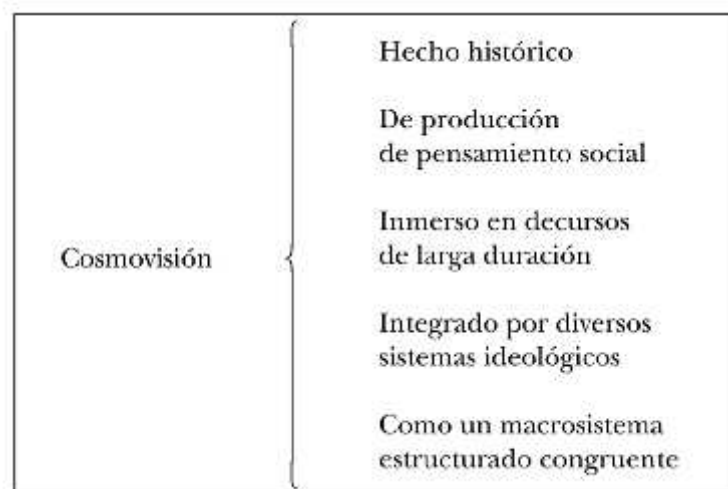 Hecho histórico
De producción
de pensamiento social
Cosmovisión
Inmerso en decursos
de larga duración
Integrado por diversos
sistemas ideológicos
Como un macrosistema
estructurado congruente